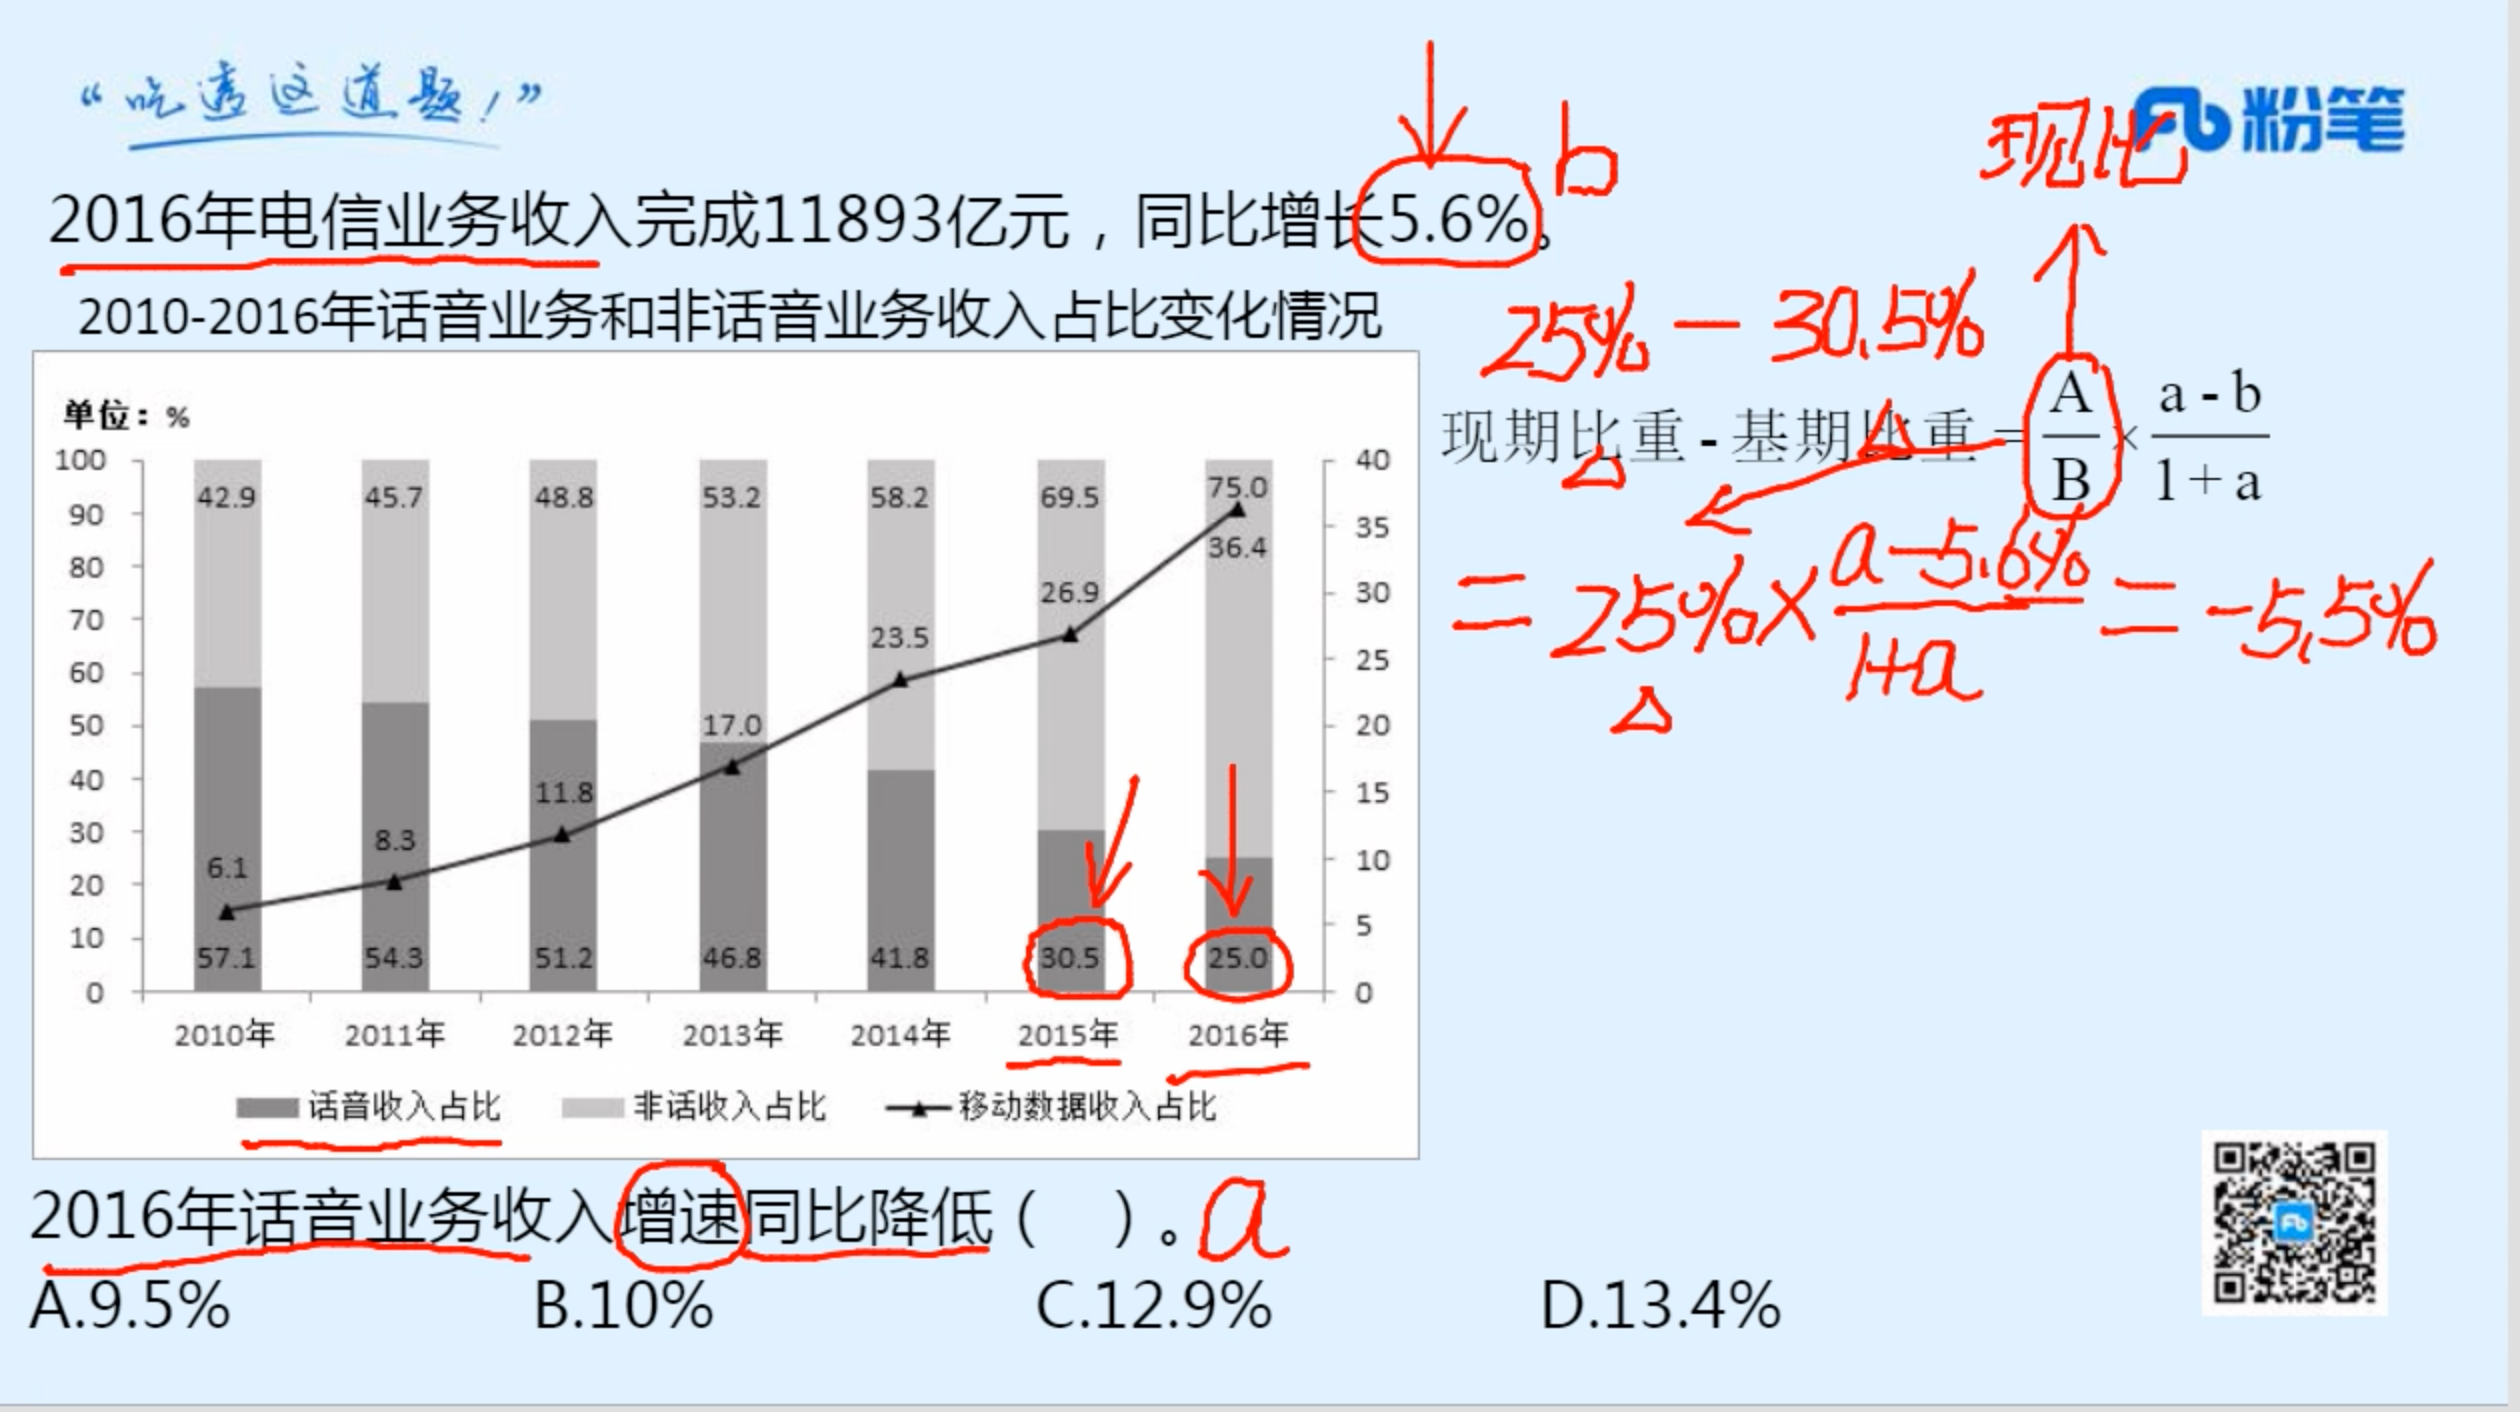 “吃透这道题！”
粉笔
现比
2016年电信业务收入完成11893亿元，同比增长5.6%。
b
2010-2016年话音业务和非话音业务收入占比变化情况
25% - 30.5%
现期比重-基期比重=A/B×(a-b)/(1+a)
=25%×(a-5.6%)/(1+a)=-5.5%
单位：%
100 90 80 70 60 50 40 30 20 10 0
42.9 45.7 48.8 53.2 58.2 69.5 75.0
6.1 8.3 11.8 17.0 23.5 26.9 36.4
57.1 54.3 51.2 46.8 41.8 30.5 25.0
40 35 30 25 20 15 10 5 0
2010年 2011年 2012年 2013年 2014年 2015年 2016年
话音收入占比 非话收入占比 移动数据收入占比
2016年话音业务收入增速同比降低（ ）。a
A.9.5% B.10% C.12.9% D.13.4%